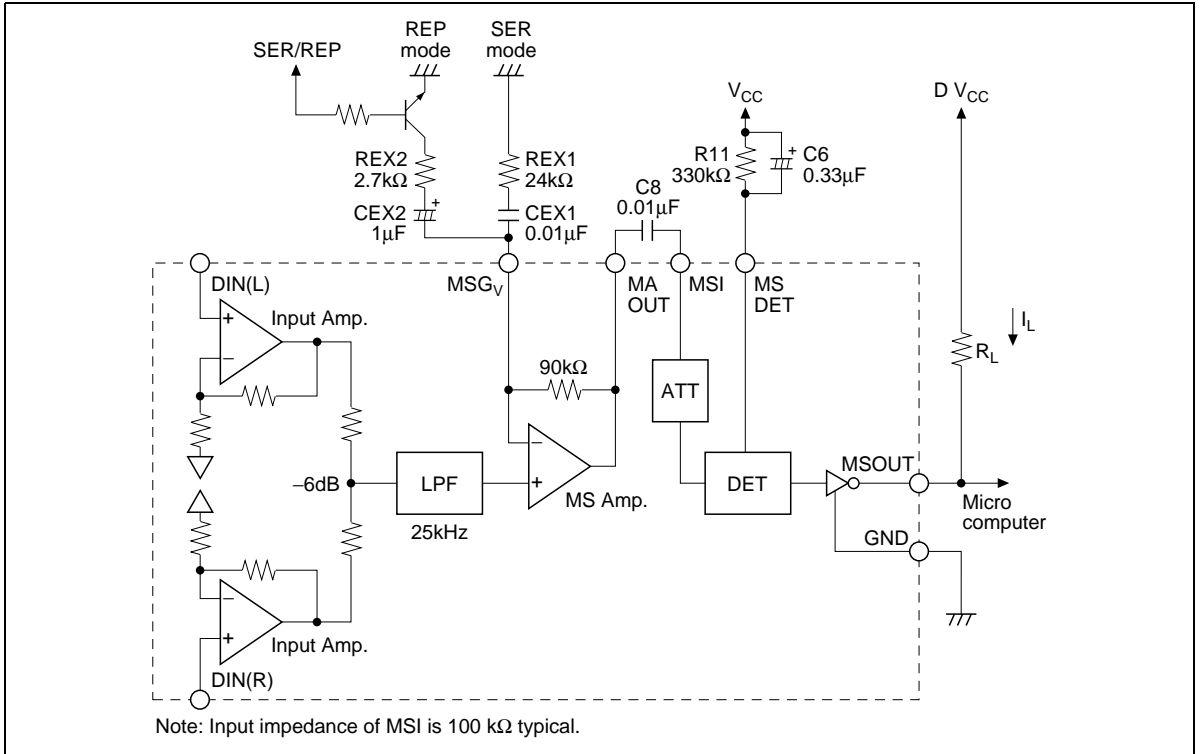 SER/REP
REP
mode
SER
mode
VCC
D VCC
REX2
2.7kΩ
REX1
24kΩ
R11
330kΩ
+ C6
0.33µF
C8
0.01µF
CEX2
1µF
+
CEX1
0.01µF
DIN(L)
MSGV
MA
OUT
MSI
MS
DET
Input Amp.
+
−
IL
RL
90kΩ
ATT
−6dB
LPF
25kHz
−
+
MS Amp.
DET
MSOUT
Micro
computer
GND
−
+
Input Amp.
DIN(R)
Note: Input impedance of MSI is 100 kΩ typical.